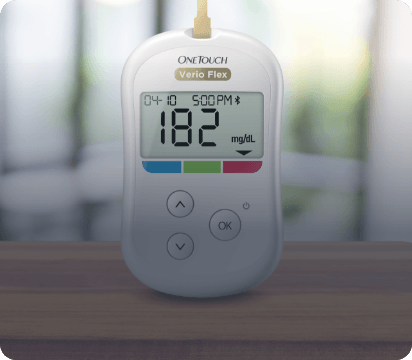 ONETOUCH
Verio Flex
04-10 5:00PM
182
mg/dL
OK